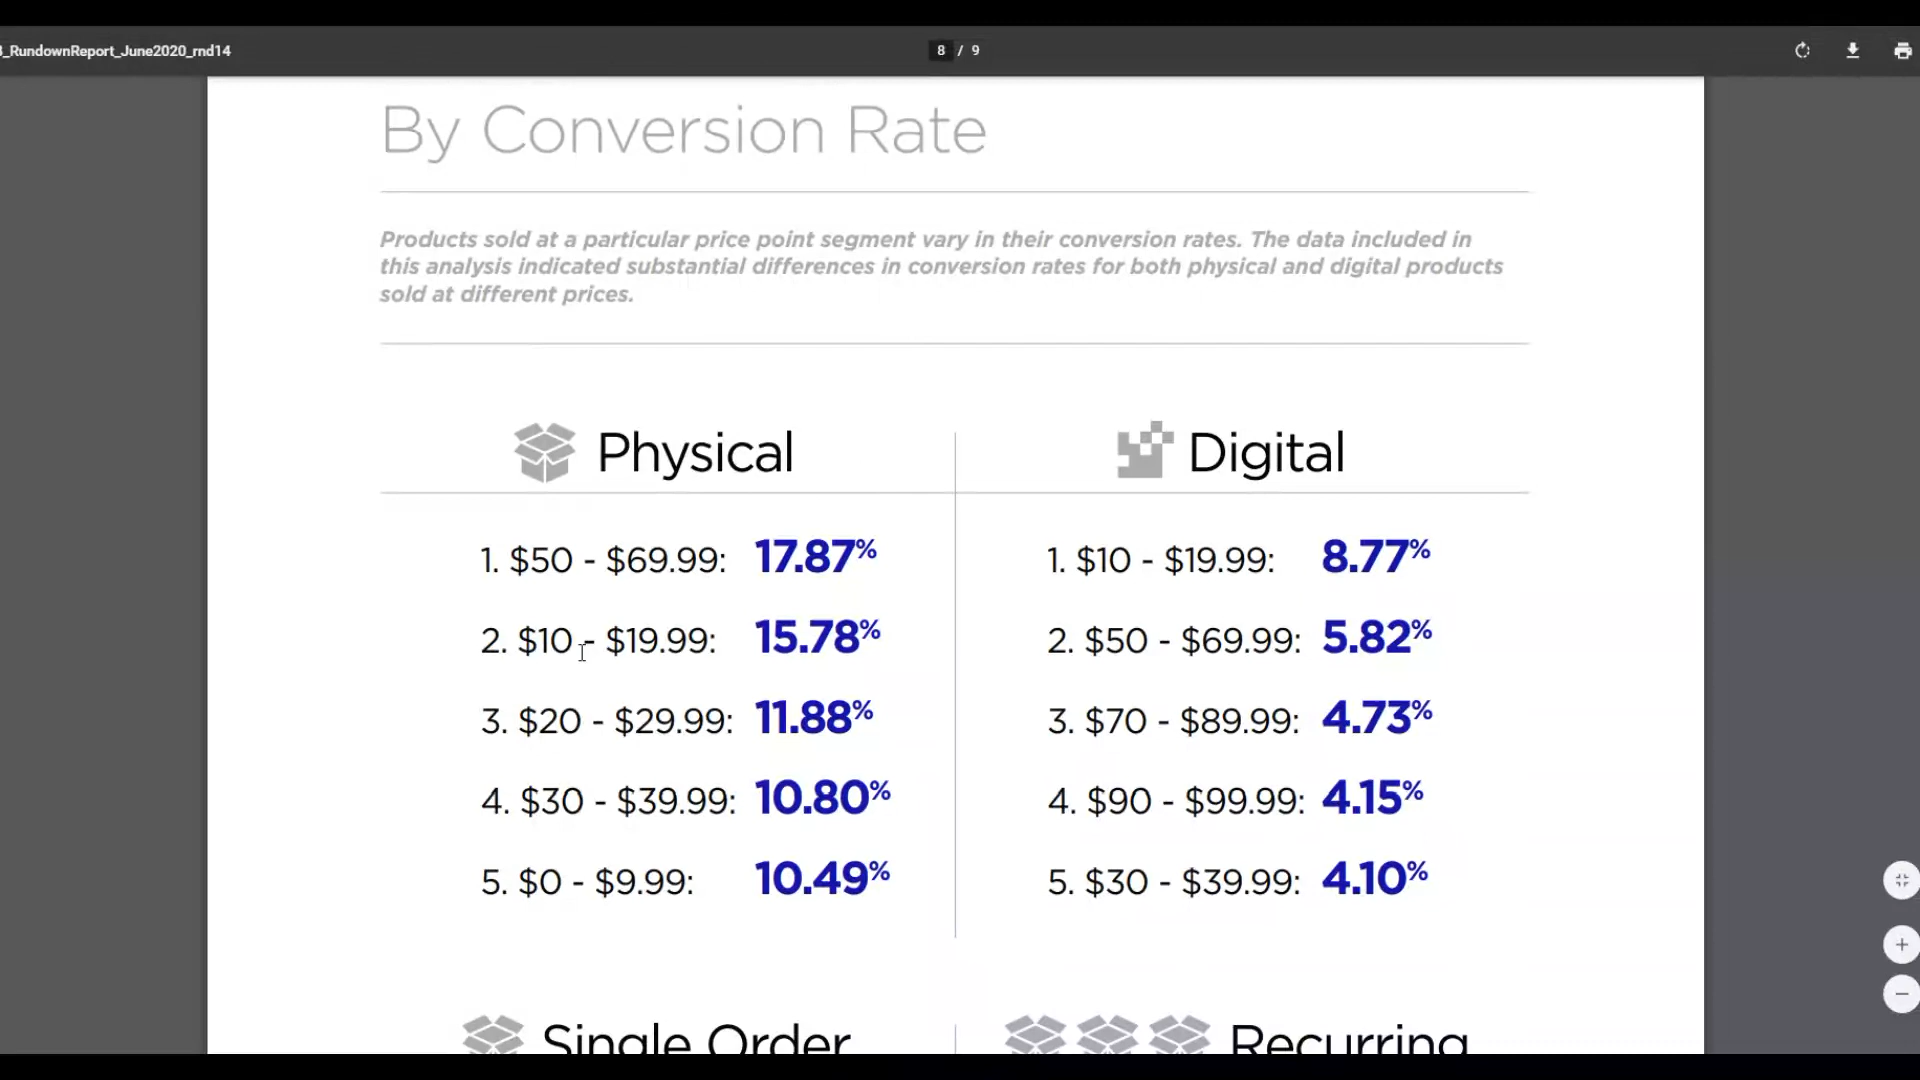 _RundownReport_June2020_rnd14
8 / 9
By Conversion Rate
Products sold at a particular price point segment vary in their conversion rates. The data included in
this analysis indicated substantial differences in conversion rates for both physical and digital products
sold at different prices.
Physical
1. $50 - $69.99: 17.87%
2. $10 - $19.99: 15.78%
3. $20 - $29.99: 11.88%
4. $30 - $39.99: 10.80%
5. $0 - $9.99: 10.49%
Digital
1. $10 - $19.99: 8.77%
2. $50 - $69.99: 5.82%
3. $70 - $89.99: 4.73%
4. $90 - $99.99: 4.15%
5. $30 - $39.99: 4.10%
Single Order
Recurring